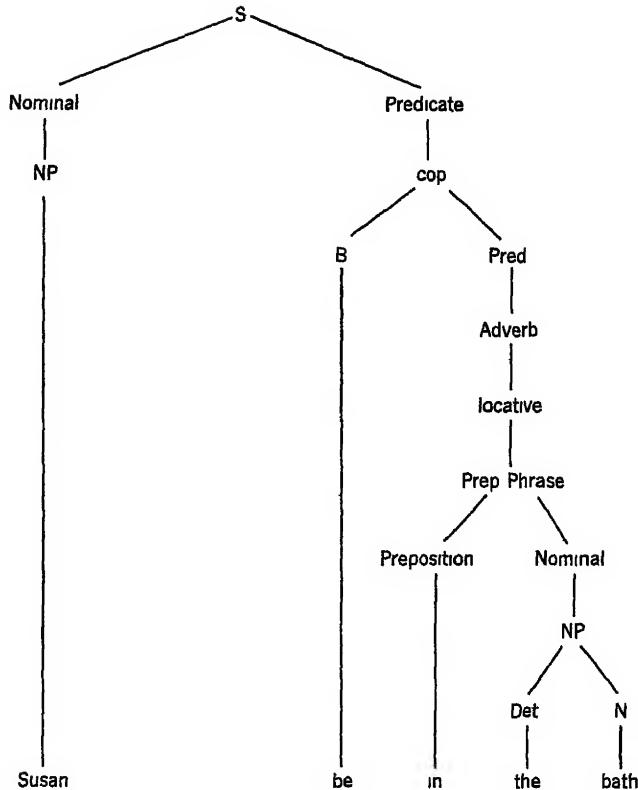 S
Nominal Predicate
NP cop
B Pred
Adverb
locative
Prep Phrase
Preposition Nominal
NP
Det N
Susan be in the bath